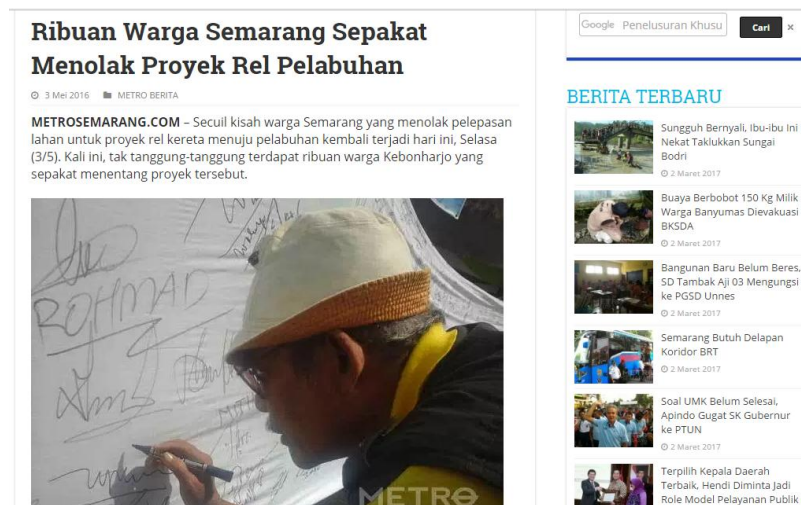 Ribuan Warga Semarang Sepakat
Menolak Proyek Rel Pelabuhan
3 Mei 2016 METRO BERITA
METROSEMARANG.COM – Secuil kisah warga Semarang yang menolak pelepasan
lahan untuk proyek rel kereta menuju pelabuhan kembali terjadi hari ini, Selasa
(3/5). Kali ini, tak tanggung-tanggung terdapat ribuan warga Kebonharjo yang
sepakat menentang proyek tersebut.
ROHMAD
METRO
Google Penelusuran Khusu Cari ×
BERITA TERBARU
Sungguh Bernyali, Ibu-ibu Ini
Nekat Taklukkan Sungai
Bodri
2 Maret 2017
Buaya Berbobot 150 Kg Milik
Warga Banyumas Dievakuasi
BKSDA
2 Maret 2017
Bangunan Baru Belum Beres,
SD Tambak Aji 03 Mengungsi
ke PGSD Unnes
2 Maret 2017
Semarang Butuh Delapan
Koridor BRT
2 Maret 2017
Soal UMK Belum Selesai,
Apindo Gugat SK Gubernur
ke PTUN
2 Maret 2017
Terpilih Kepala Daerah
Terbaik, Hendi Diminta Jadi
Role Model Pelayanan Publik